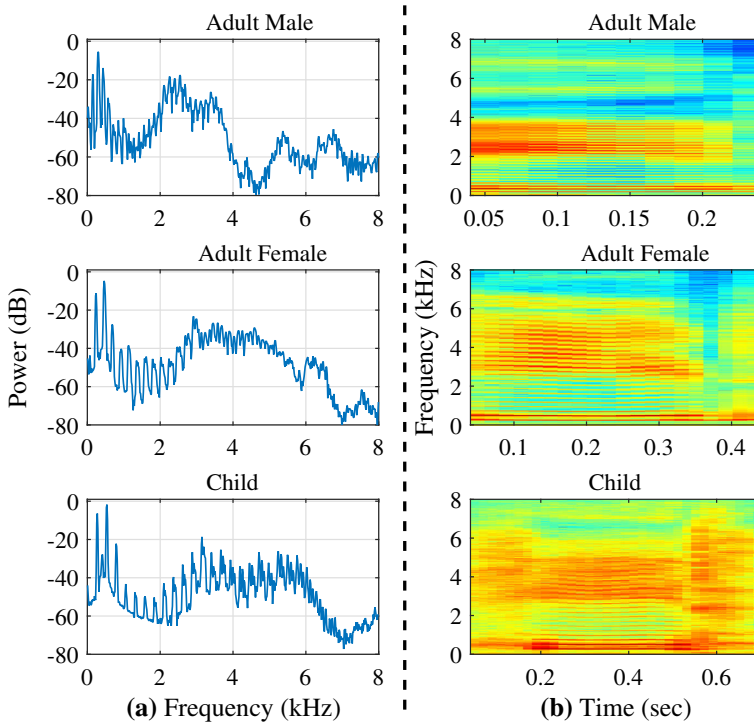 Adult Male
0
-20
-40
-60
-80
0 2 4 6 8
Adult Female
0
-20
-40
-60
-80
0 2 4 6 8
Child
0
-20
-40
-60
-80
0 2 4 6 8
Power (dB)
(a) Frequency (kHz)
Adult Male
8
6
4
2
0
0.05 0.1 0.15 0.2
Adult Female
8
6
4
2
0
0.1 0.2 0.3 0.4
Child
8
6
4
2
0
0.2 0.4 0.6
Frequency (kHz)
(b) Time (sec)